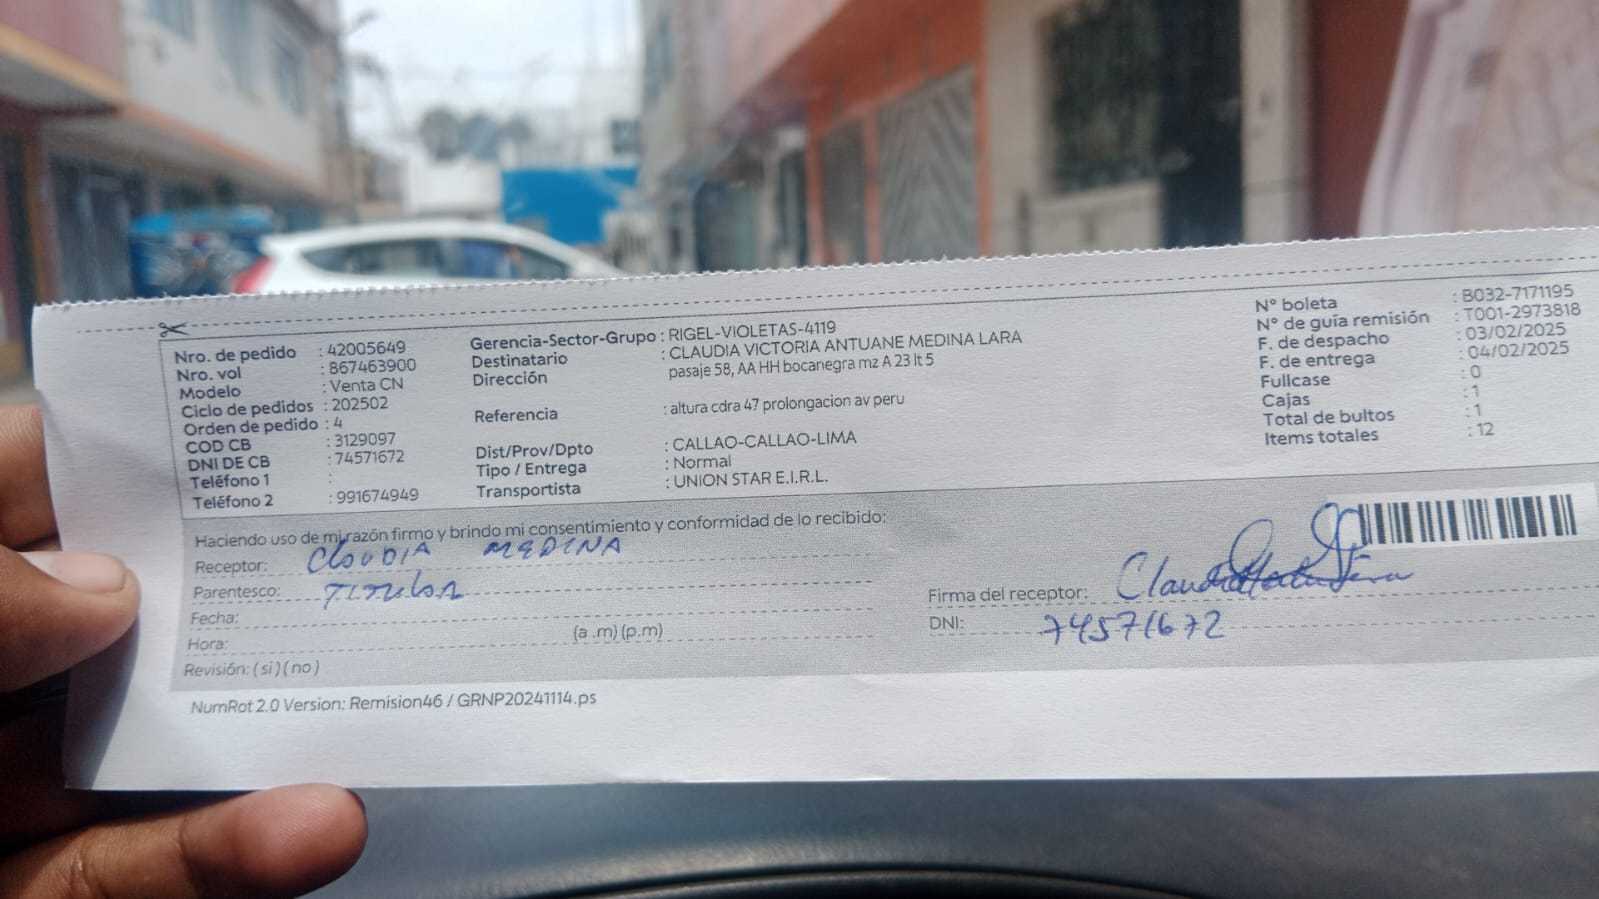 Nro. de pedido : 42005649
Nro. vol : 867463900
Modelo : Venta CN
Ciclo de pedidos : 202502
Orden de pedido : 4
COD CB : 3129097
DNI DE CB : 74571672
Teléfono 1 :
Teléfono 2 : 991674949
Gerencia-Sector-Grupo : RIGEL-VIOLETAS-4119
Destinatario : CLAUDIA VICTORIA ANTUANE MEDINA LARA
Dirección pasaje 58, AA HH bocanegra mz A 23 lt 5
Referencia : altura cdra 47 prolongacion av peru
Dist/Prov/Dpto : CALLAO-CALLAO-LIMA
Tipo / Entrega : Normal
Transportista : UNION STAR E.I.R.L.
N° boleta : B032-7171195
N° de guía remisión : T001-2973818
F. de despacho : 03/02/2025
F. de entrega : 04/02/2025
Fullcase : 0
Cajas : 1
Total de bultos : 1
Items totales : 12
Haciendo uso de mi razón firmo y brindo mi consentimiento y conformidad de lo recibido:
Receptor: CLOUDIA MEDINA
Parentesco: TITULAR
Fecha:
Hora: (a .m) (p.m)
Revisión: ( si ) ( no )
Firma del receptor: Claudia
DNI: 74571672
NumRot 2.0 Version: Remision46 / GRNP20241114.ps